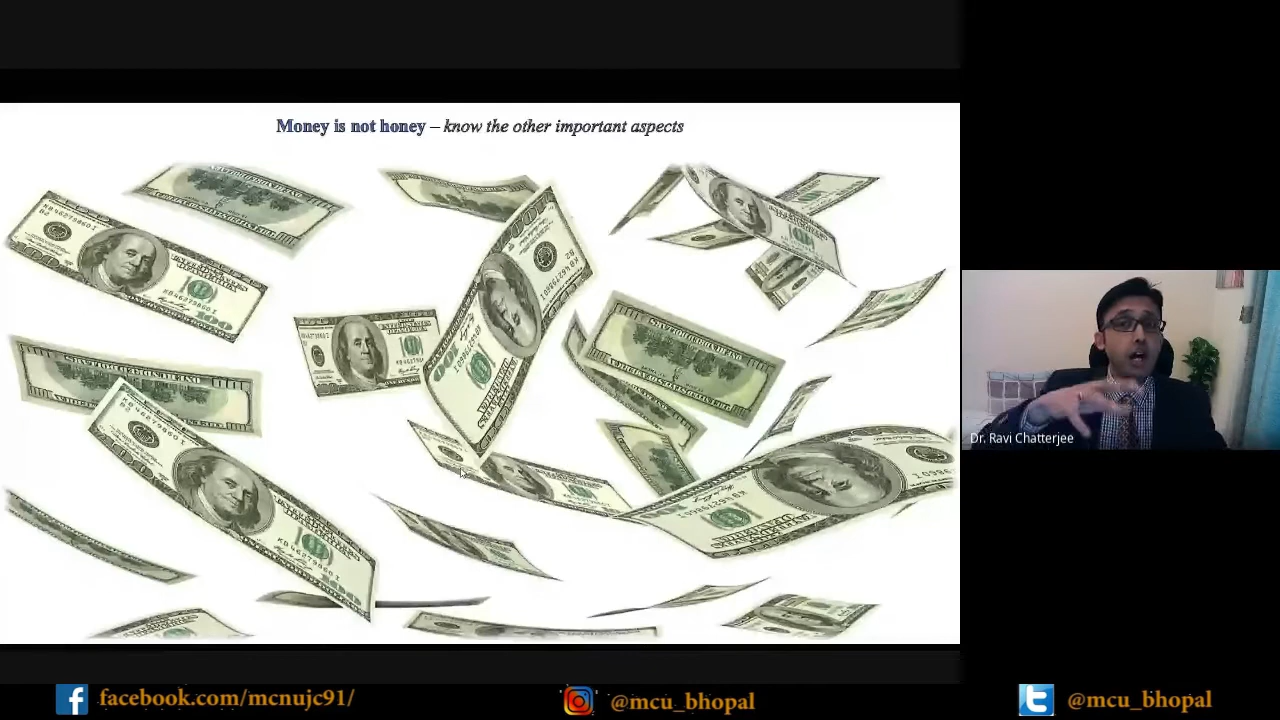 Money is not honey – know the other important aspects
Dr. Ravi Chatterjee
facebook.com/mcnujc91/
@mcu_bhopal
@mcu_bhopal